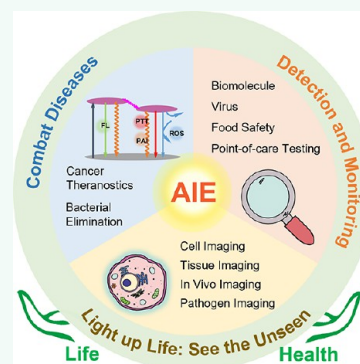 Combat Diseases
Detection and Monitoring
FL
PTT
PAI
ROS
Cancer
Theranostics
Bacterial
Elimination
Biomolecule
Virus
Food Safety
Point-of-care Testing
AIE
Cell Imaging
Tissue Imaging
In Vivo Imaging
Pathogen Imaging
Light up Life: See the Unseen
Life
Health